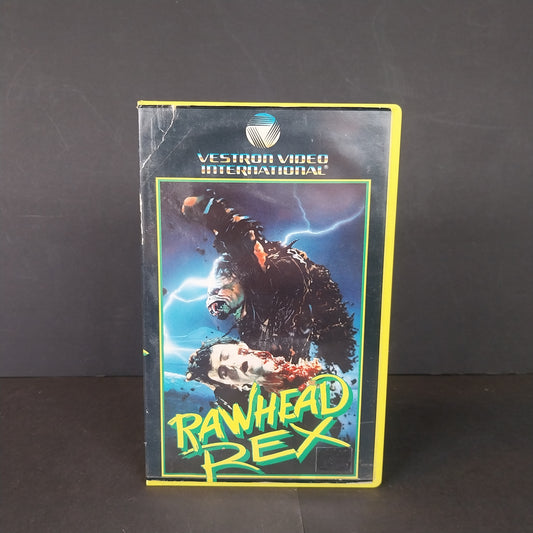 VESTRON VIDEO
INTERNATIONAL®
RAWHEAD
REX